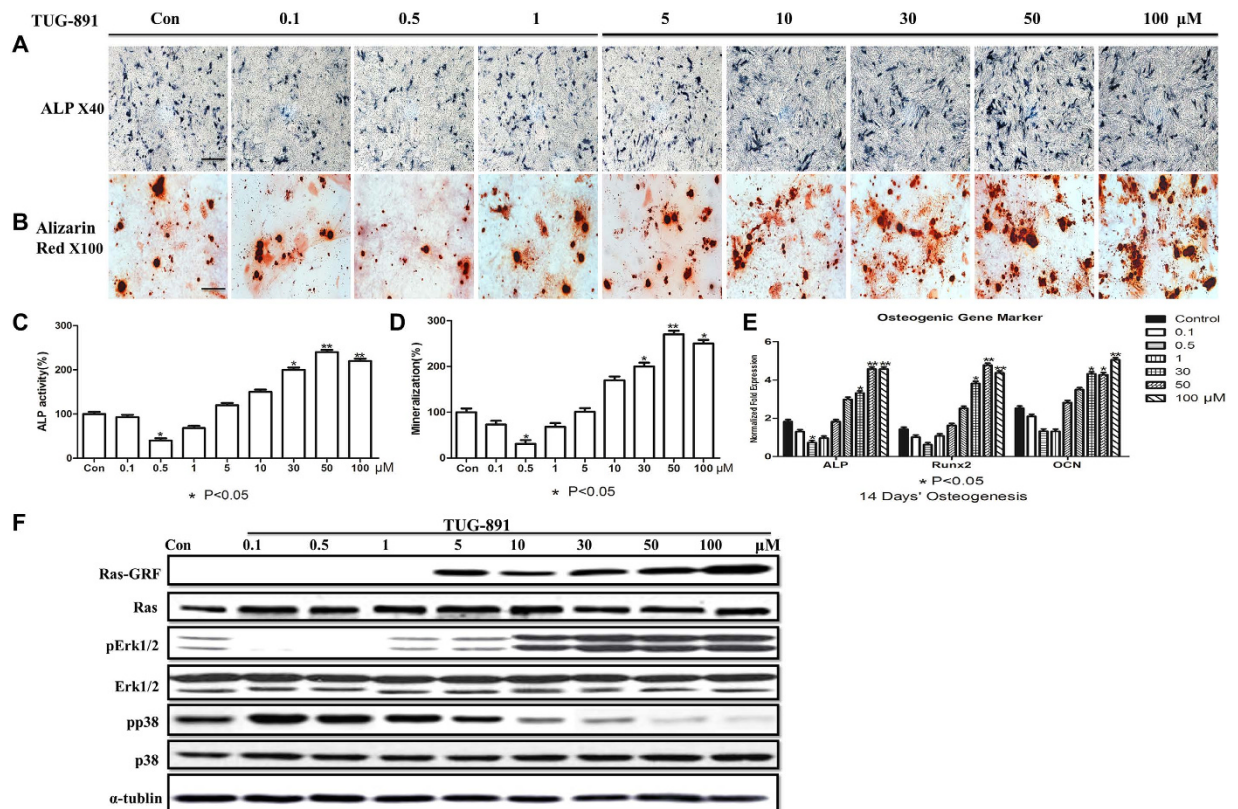 TUG-891 Con 0.1 0.5 1 5 10 30 50 100 μM
A
ALP X40
B
Alizarin
Red X100
C
ALP activity(%)
300
200
100
0
Con 0.1 0.5 1 5 10 30 50 100 μM
* * ** **
* P<0.05
D
Mineralization(%)
300
200
100
0
Con 0.1 0.5 1 5 10 30 50 100 μM
* * ** *
* P<0.05
E
Osteogenic Gene Marker
Normalized Fold Expression
6
4
2
0
* * ** **
* ** **
* * **
ALP Runx2 OCN
* P<0.05
14 Days' Osteogenesis
Control
0.1
0.5
1
30
50
100 μM
F
TUG-891
Con 0.1 0.5 1 5 10 30 50 100 μM
Ras-GRF
Ras
pErk1/2
Erk1/2
pp38
p38
α-tublin